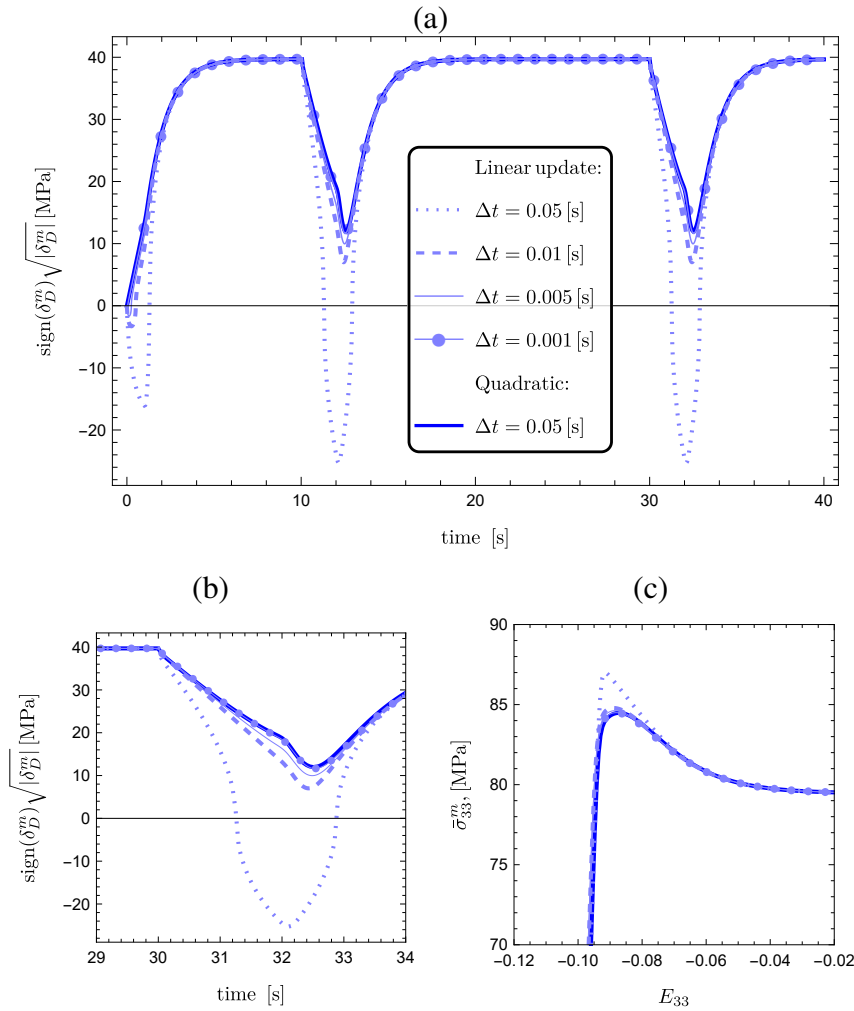 (a)
sign(δ_D^m)√|δ_D^m| [MPa]
40
30
20
10
0
−10
−20
Linear update:
Δt = 0.05 [s]
Δt = 0.01 [s]
Δt = 0.005 [s]
Δt = 0.001 [s]
Quadratic:
Δt = 0.05 [s]
0 10 20 30 40
time [s]
(b)
sign(δ_D^m)√|δ_D^m| [MPa]
40
30
20
10
0
−10
−20
29 30 31 32 33 34
time [s]
(c)
σ̄_33^m, [MPa]
90
85
80
75
70
−0.12 −0.10 −0.08 −0.06 −0.04 −0.02
E_33